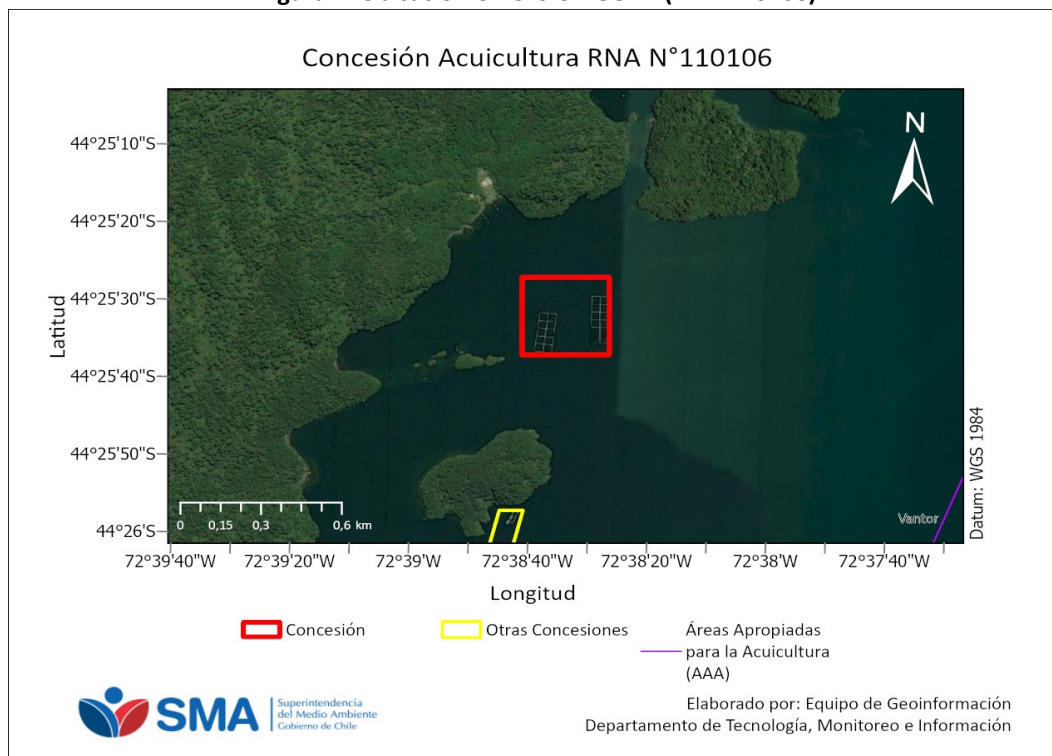 Concesión Acuicultura RNA N°110106
N
44°25'10"S
44°25'20"S
44°25'30"S
44°25'40"S
44°25'50"S
44°26'S
Latitud
0 0,15 0,3 0,6 km
Vantor
Datum: WGS 1984
72°39'40"W 72°39'20"W 72°39'W 72°38'40"W 72°38'20"W 72°38'W 72°37'40"W
Longitud
Concesión
Otras Concesiones
Áreas Apropiadas
para la Acuicultura
(AAA)
SMA
Superintendencia
del Medio Ambiente
Gobierno de Chile
Elaborado por: Equipo de Geoinformación
Departamento de Tecnología, Monitoreo e Información